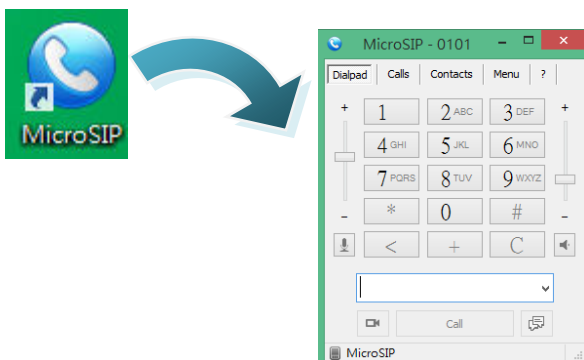 MicroSIP
MicroSIP - 0101
Dialpad Calls Contacts Menu ?
+ 1 2 ABC 3 DEF +
4 GHI 5 JKL 6 MNO
7 PQRS 8 TUV 9 WXYZ
- * 0 # -
< + C
Call
MicroSIP